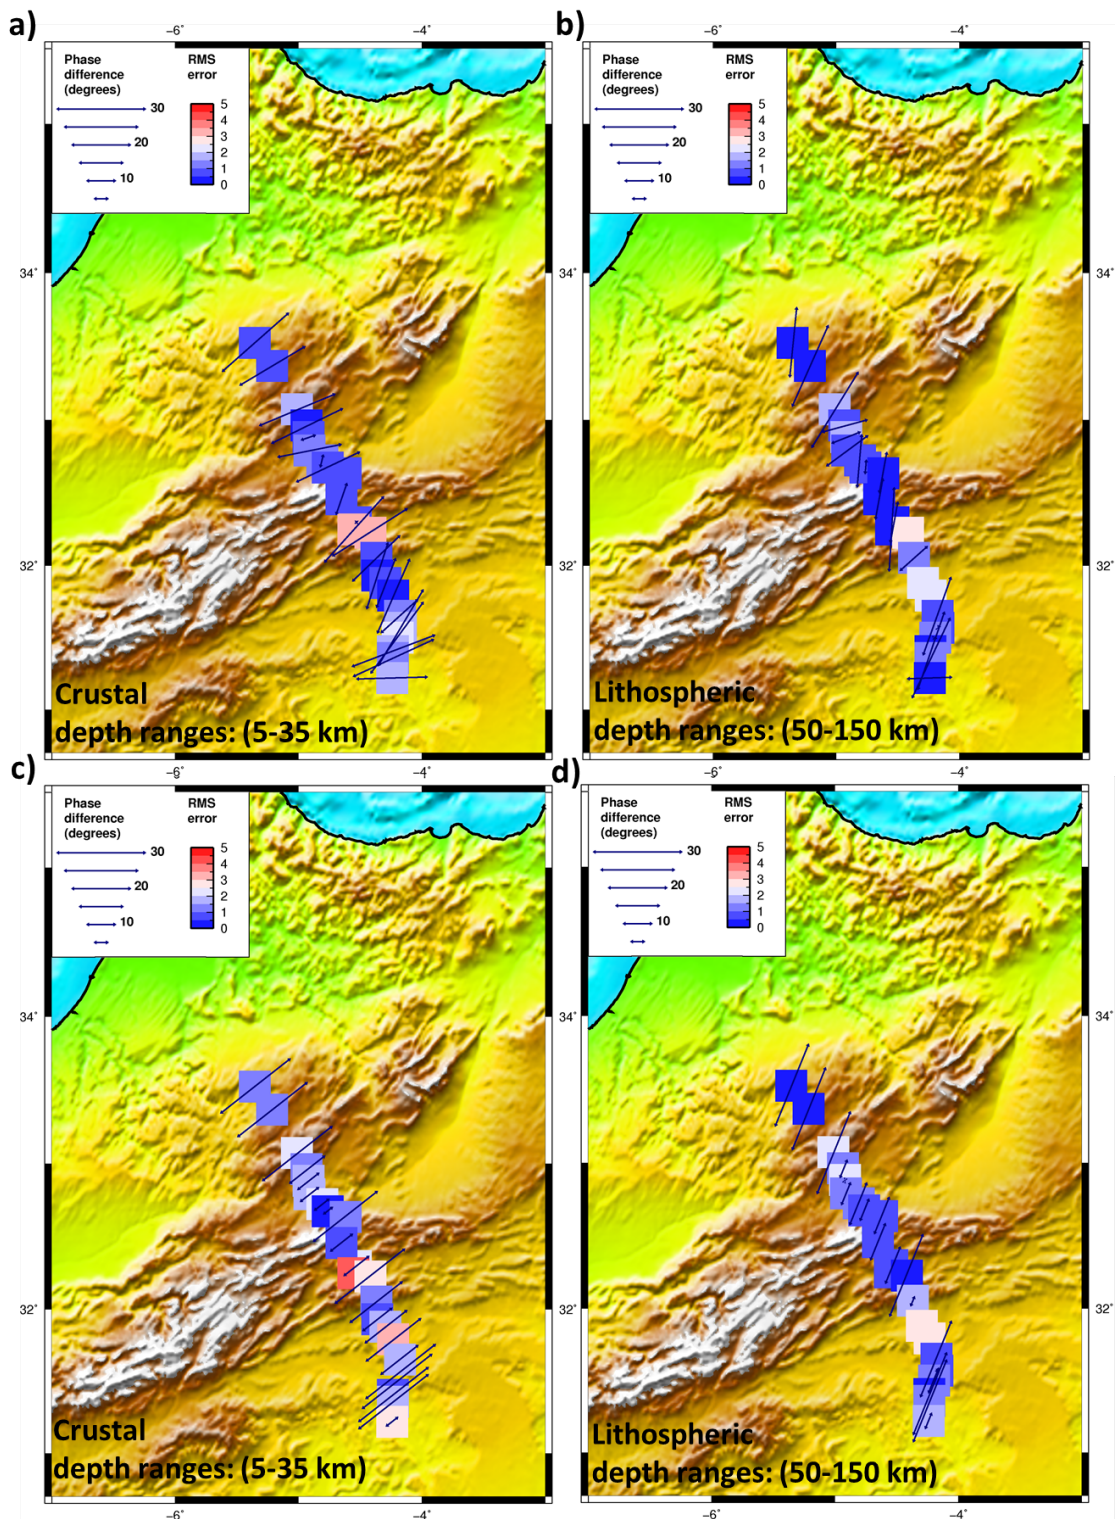 a)
−6˚
−4˚
Phase
difference
(degrees)
RMS
error
30
20
10
5
4
3
2
1
0
34˚
32˚
Crustal
depth ranges: (5-35 km)
−6˚
−4˚
b)
−6˚
−4˚
Phase
difference
(degrees)
RMS
error
30
20
10
5
4
3
2
1
0
34˚
32˚
Lithospheric
depth ranges: (50-150 km)
−6˚
−4˚
c)
Phase
difference
(degrees)
RMS
error
30
20
10
5
4
3
2
1
0
34˚
32˚
Crustal
depth ranges: (5-35 km)
−6˚
−4˚
d)
Phase
difference
(degrees)
RMS
error
30
20
10
5
4
3
2
1
0
34˚
32˚
Lithospheric
depth ranges: (50-150 km)
−6˚
−4˚